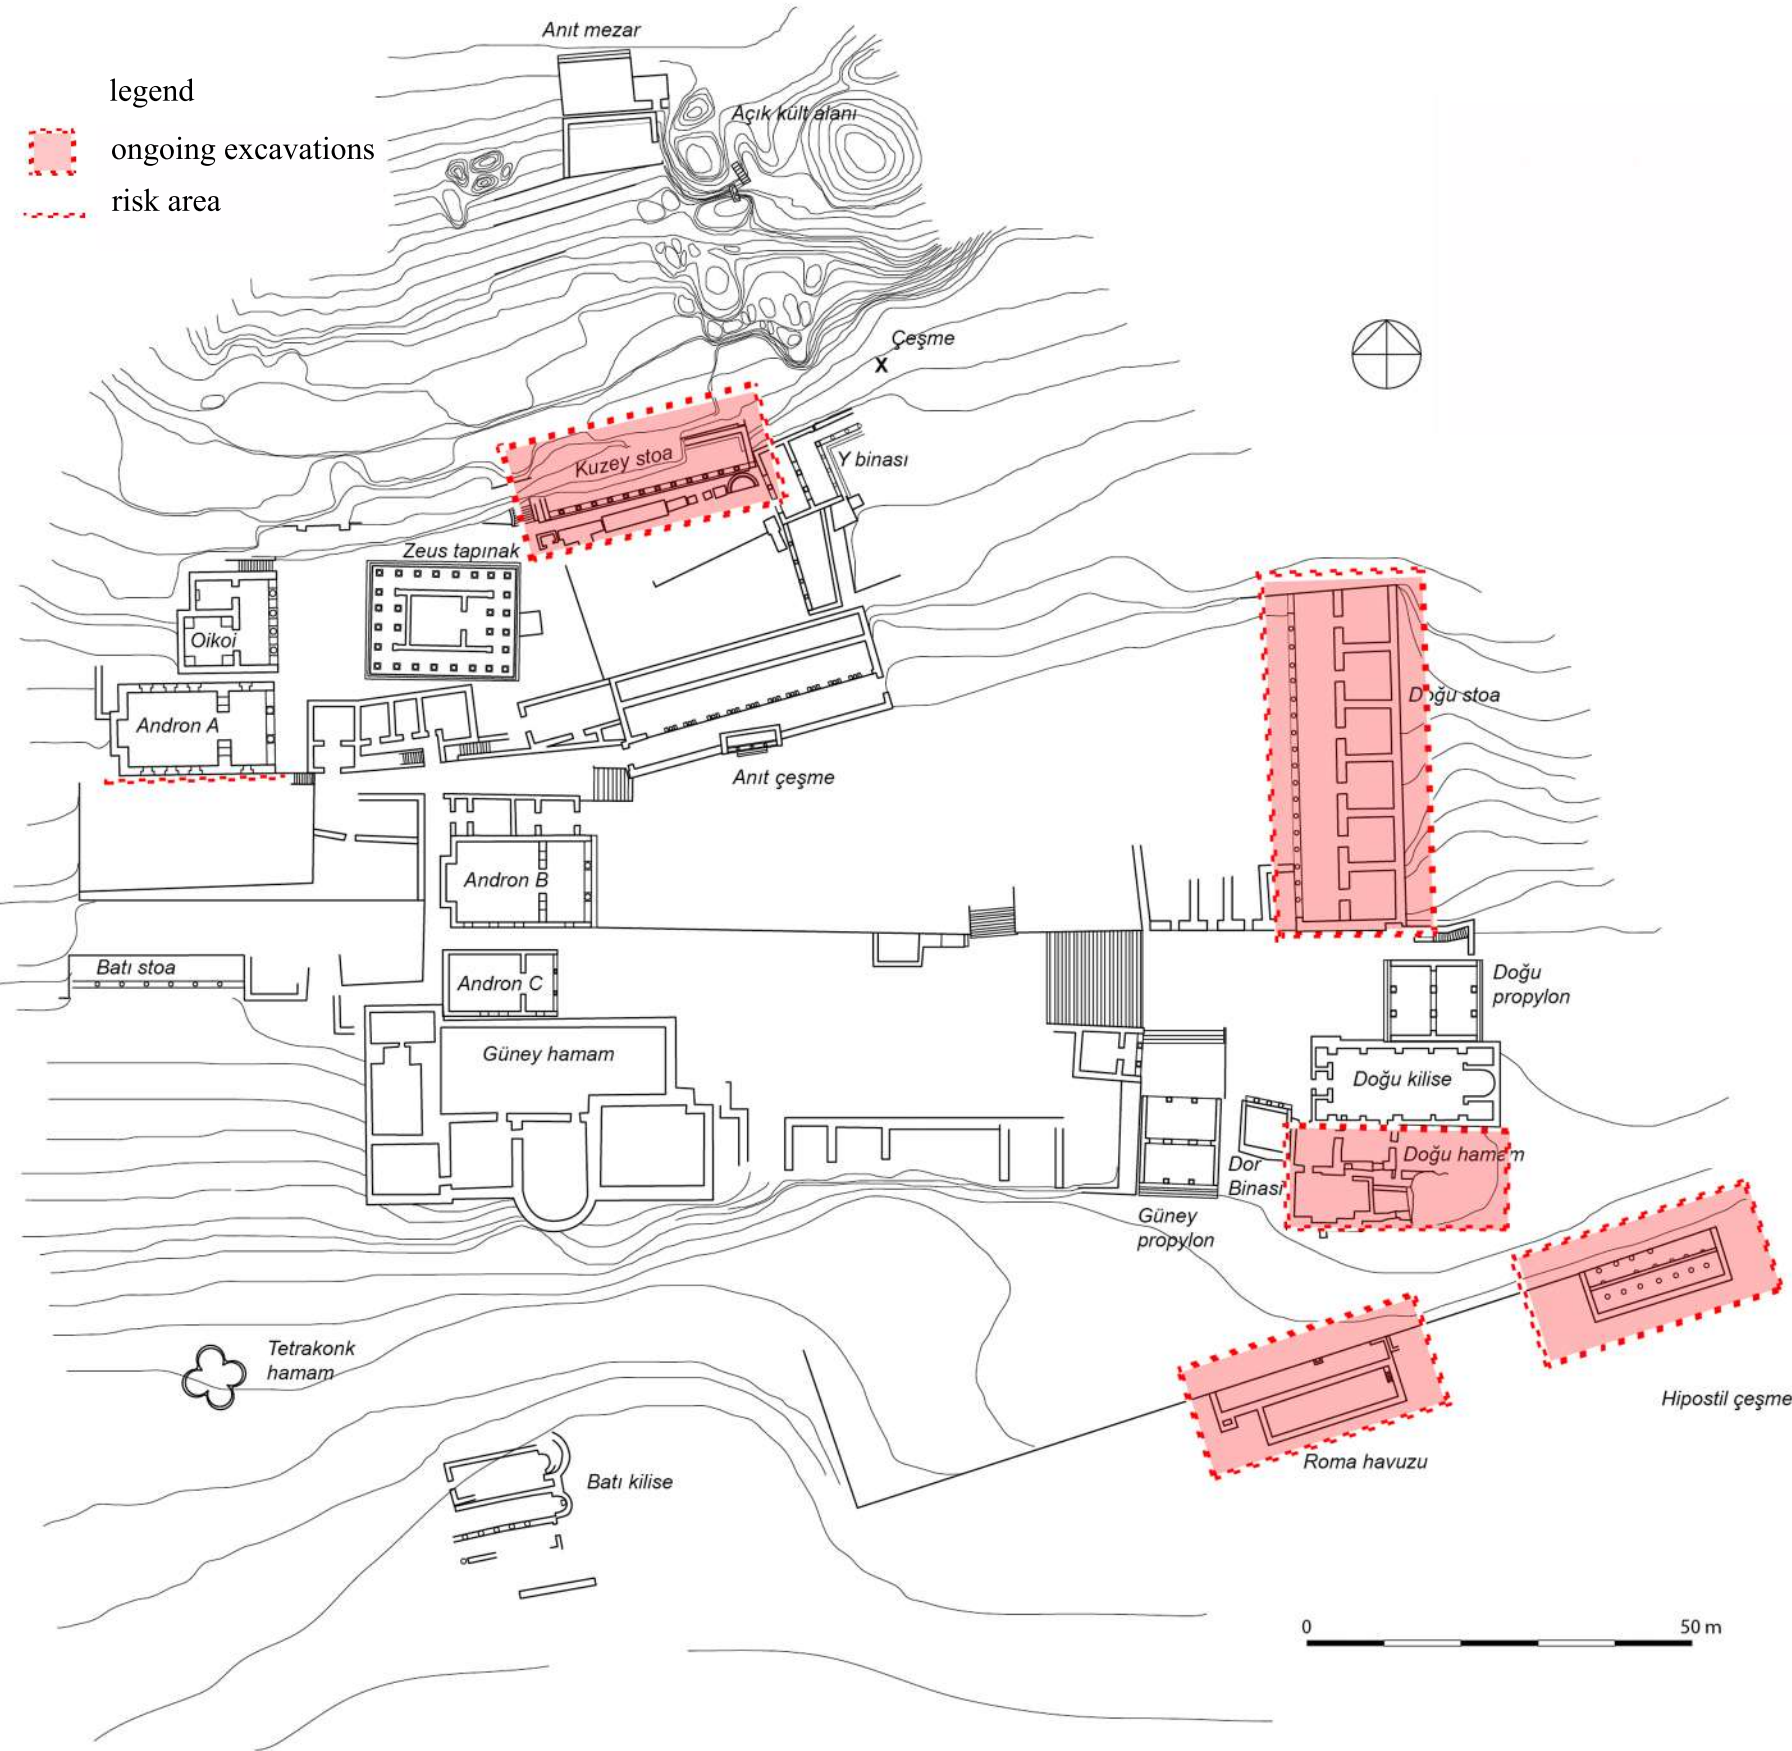 Anıt mezar
legend
Açık kült alanı
ongoing excavations
risk area
Çeşme
X
Kuzey stoa
Y binası
Zeus tapınak
Oikoi
Doğu stoa
Andron A
Anıt çeşme
Andron B
Batı stoa
Andron C
Doğu
propylon
Güney hamam
Doğu kilise
Doğu hamam
Dor
Binası
Güney
propylon
Tetrakonk
hamam
Hipostil çeşme
Roma havuzu
Batı kilise
0
50 m